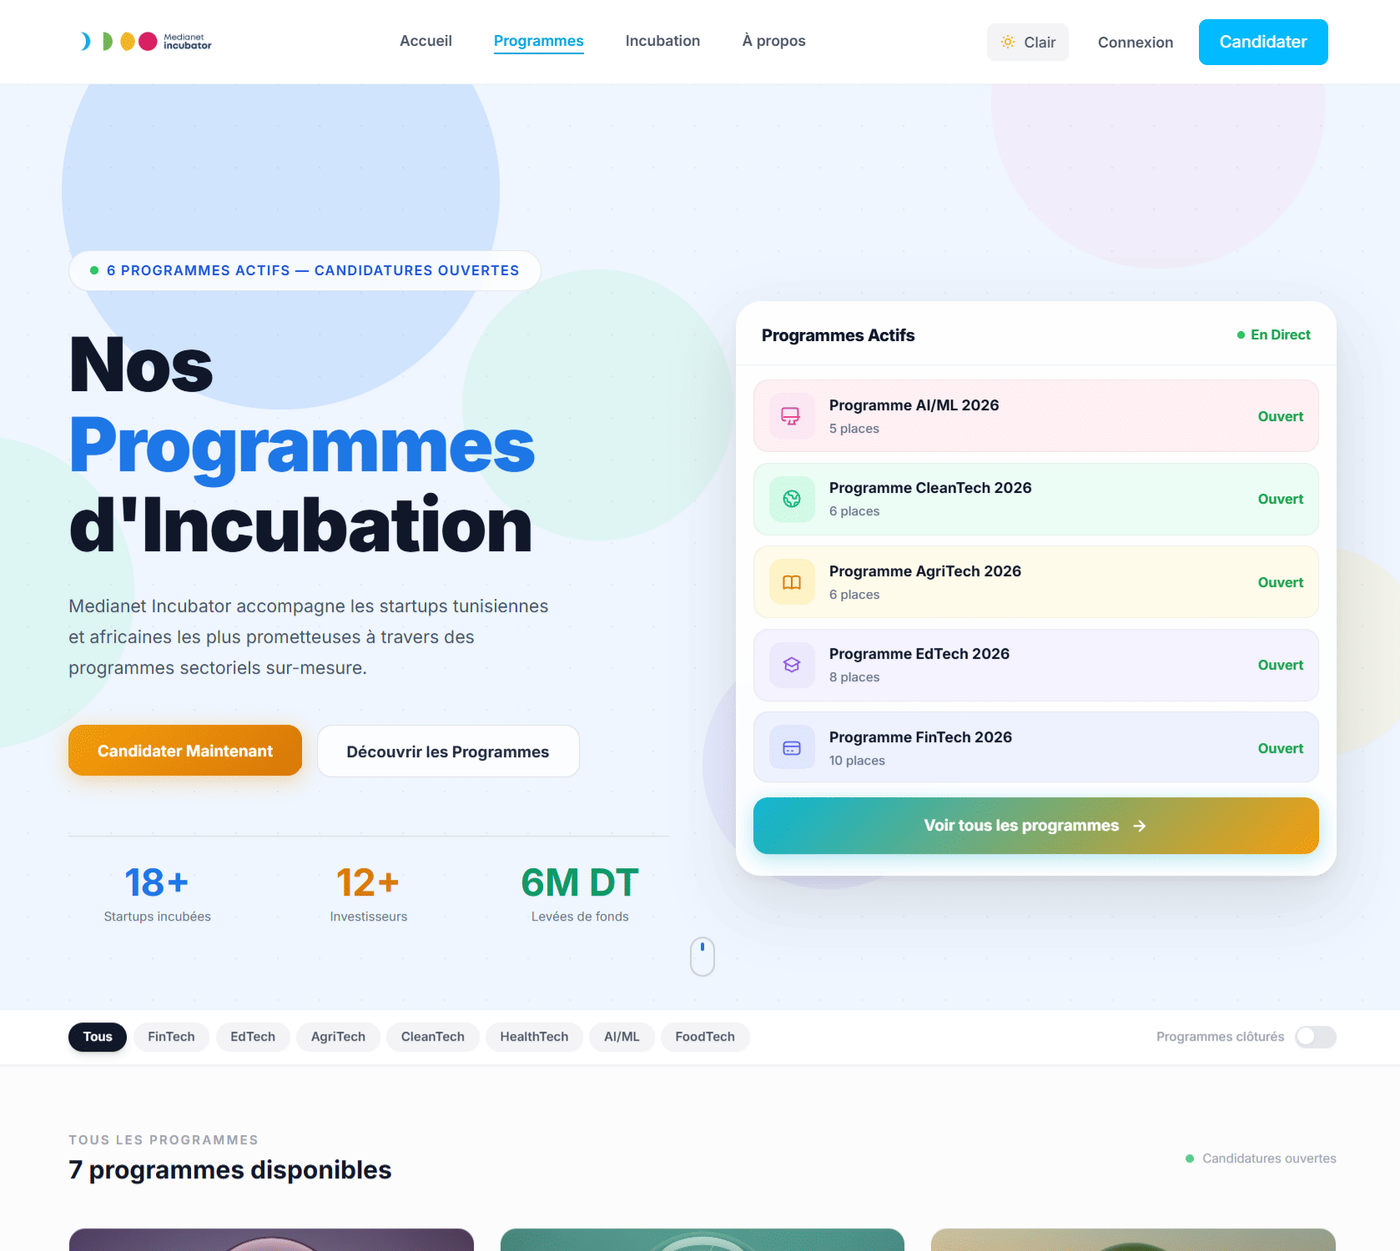 Medianet
incubator
Accueil
Programmes
Incubation
À propos
Clair
Connexion
Candidater
6 PROGRAMMES ACTIFS — CANDIDATURES OUVERTES
Nos
Programmes
d'Incubation
Medianet Incubator accompagne les startups tunisiennes
et africaines les plus prometteuses à travers des
programmes sectoriels sur-mesure.
Candidater Maintenant
Découvrir les Programmes
18+
Startups incubées
12+
Investisseurs
6M DT
Levées de fonds
Programmes Actifs
En Direct
Programme AI/ML 2026
5 places
Ouvert
Programme CleanTech 2026
6 places
Ouvert
Programme AgriTech 2026
6 places
Ouvert
Programme EdTech 2026
8 places
Ouvert
Programme FinTech 2026
10 places
Ouvert
Voir tous les programmes →
Tous
FinTech
EdTech
AgriTech
CleanTech
HealthTech
AI/ML
FoodTech
Programmes clôturés
TOUS LES PROGRAMMES
7 programmes disponibles
Candidatures ouvertes